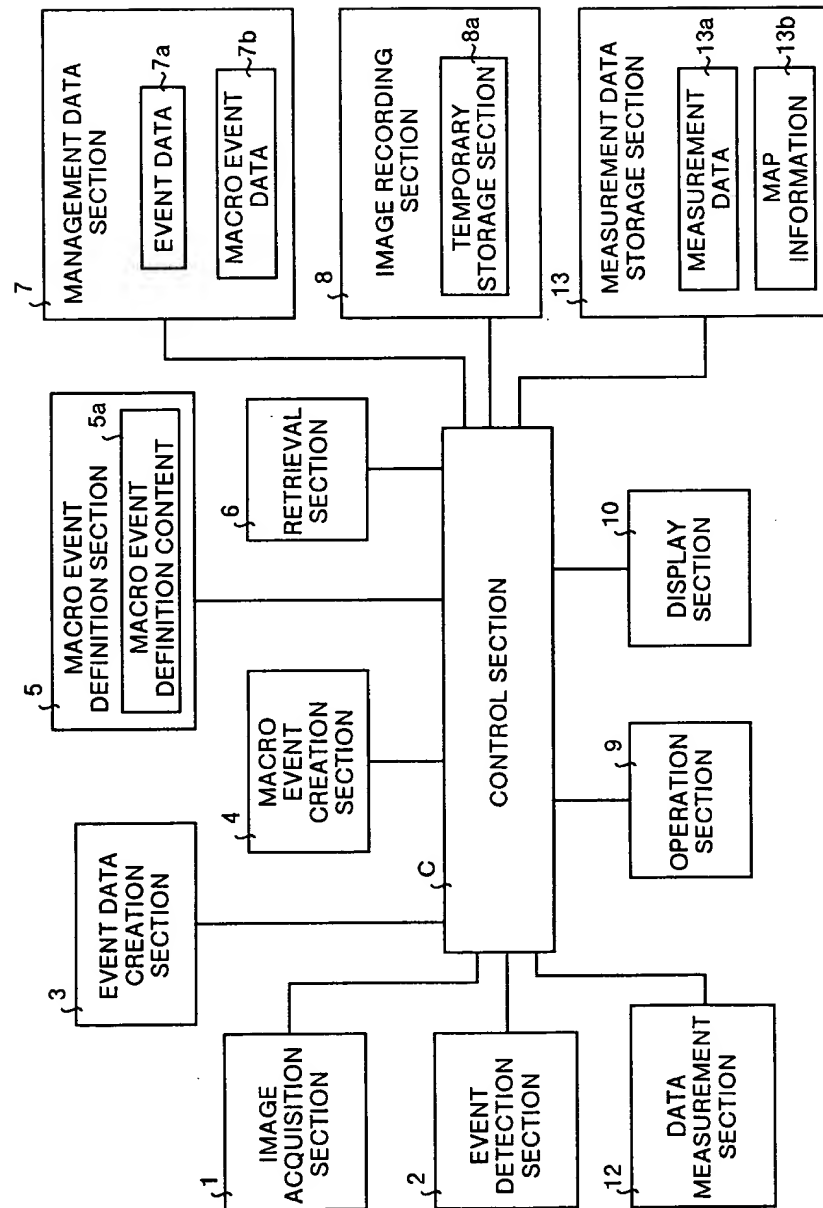 3
EVENT DATA
CREATION
SECTION
5
MACRO EVENT
DEFINITION SECTION
5a
MACRO EVENT
DEFINITION CONTENT
7
MANAGEMENT DATA
SECTION
7a
EVENT DATA
7b
MACRO EVENT
DATA
4
MACRO
EVENT
CREATION
SECTION
6
RETRIEVAL
SECTION
1
IMAGE
ACQUISITION
SECTION
2
EVENT
DETECTION
SECTION
12
DATA
MEASUREMENT
SECTION
C
CONTROL SECTION
8
IMAGE RECORDING
SECTION
8a
TEMPORARY
STORAGE SECTION
13
MEASUREMENT DATA
STORAGE SECTION
13a
MEASUREMENT
DATA
13b
MAP
INFORMATION
9
OPERATION
SECTION
10
DISPLAY
SECTION